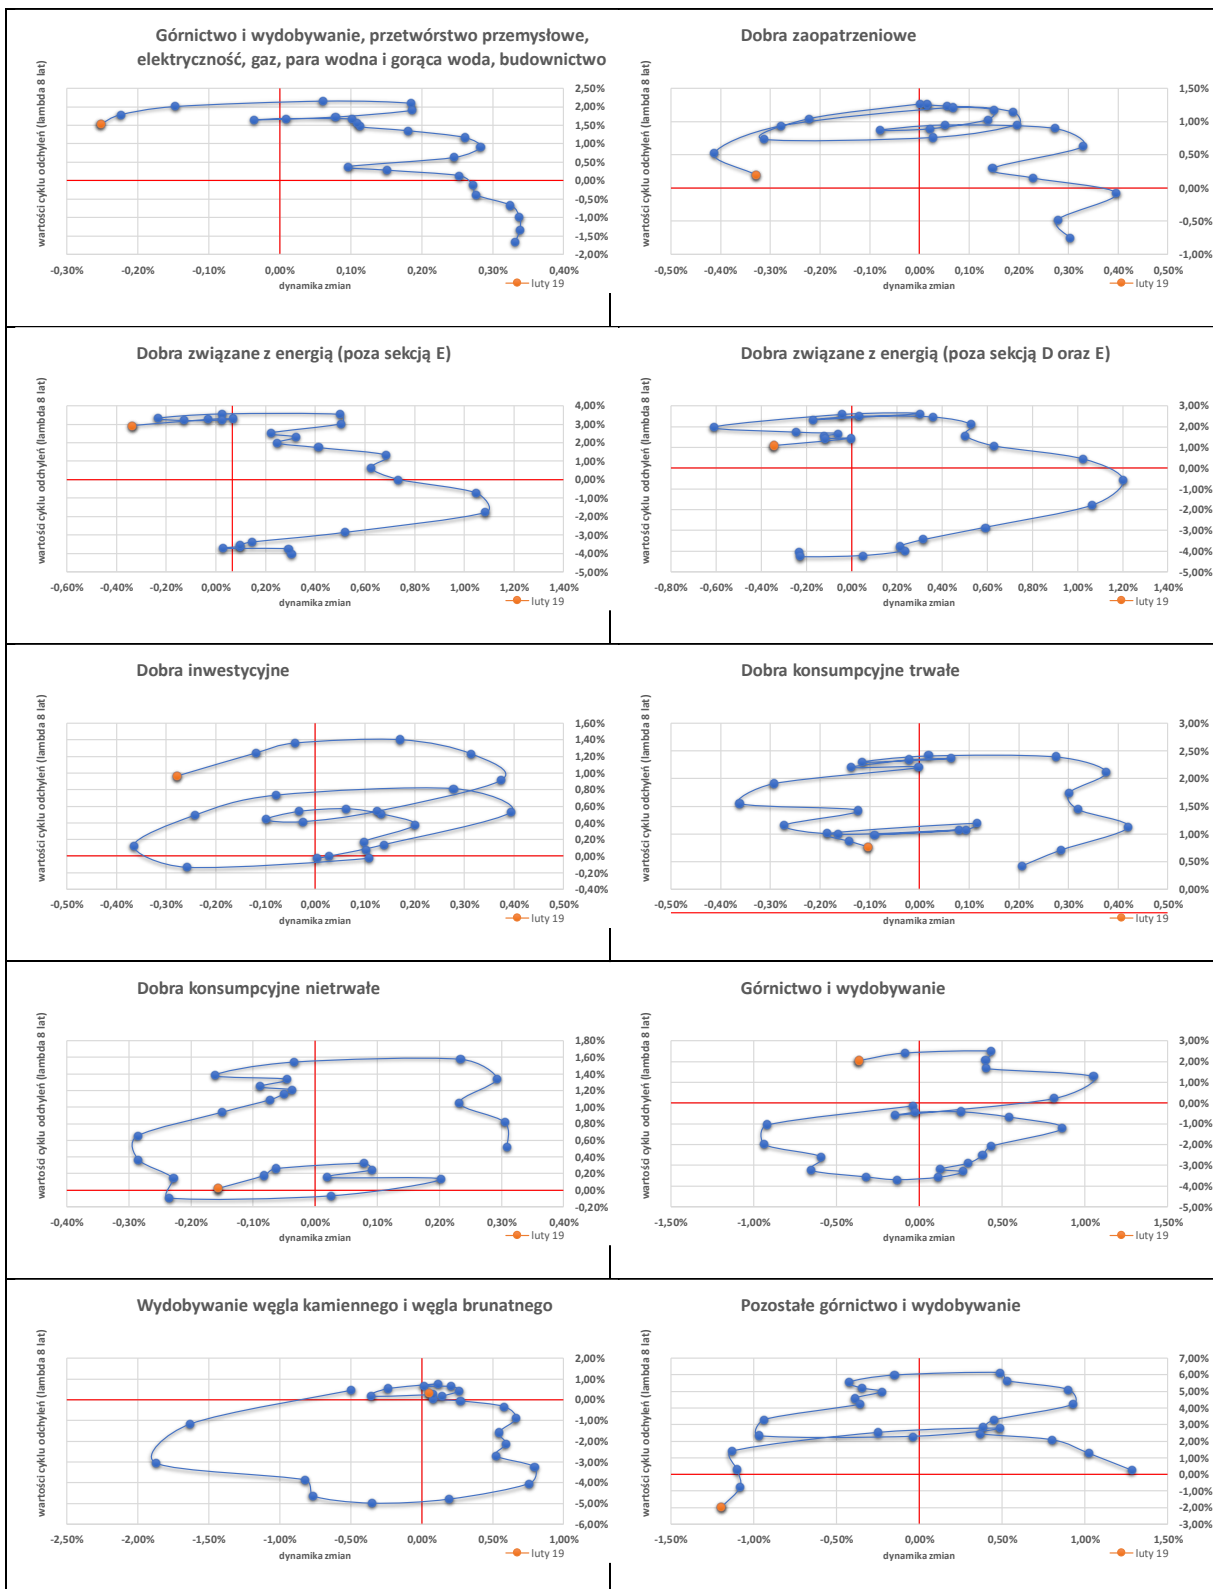 Górnictwo i wydobywanie, przetwórstwo przemysłowe,
elektryczność, gaz, para wodna i gorąca woda, budownictwo
wartości cyklu odchyleń (lambda 8 lat)
2,50%
2,00%
1,50%
1,00%
0,50%
0,00%
-0,50%
-1,00%
-1,50%
-2,00%
-0,30% -0,20% -0,10% 0,00% 0,10% 0,20% 0,30% 0,40%
dynamika zmian
luty 19
Dobra zaopatrzeniowe
wartości cyklu odchyleń (lambda 8 lat)
1,50%
1,00%
0,50%
0,00%
-0,50%
-1,00%
-0,50% -0,40% -0,30% -0,20% -0,10% 0,00% 0,10% 0,20% 0,30% 0,40% 0,50%
dynamika zmian
luty 19
Dobra związane z energią (poza sekcją E)
wartości cyklu odchyleń (lambda 8 lat)
4,00%
3,00%
2,00%
1,00%
0,00%
-1,00%
-2,00%
-3,00%
-4,00%
-5,00%
-0,60% -0,40% -0,20% 0,00% 0,20% 0,40% 0,60% 0,80% 1,00% 1,20% 1,40%
dynamika zmian
luty 19
Dobra związane z energią (poza sekcją D oraz E)
wartości cyklu odchyleń (lambda 8 lat)
3,00%
2,00%
1,00%
0,00%
-1,00%
-2,00%
-3,00%
-4,00%
-5,00%
-0,80% -0,60% -0,40% -0,20% 0,00% 0,20% 0,40% 0,60% 0,80% 1,00% 1,20% 1,40%
dynamika zmian
luty 19
Dobra inwestycyjne
wartości cyklu odchyleń (lambda 8 lat)
1,60%
1,40%
1,20%
1,00%
0,80%
0,60%
0,40%
0,20%
0,00%
-0,20%
-0,40%
-0,50% -0,40% -0,30% -0,20% -0,10% 0,00% 0,10% 0,20% 0,30% 0,40% 0,50%
dynamika zmian
luty 19
Dobra konsumpcyjne trwałe
wartości cyklu odchyleń (lambda 8 lat)
3,00%
2,50%
2,00%
1,50%
1,00%
0,50%
0,00%
-0,50% -0,40% -0,30% -0,20% -0,10% 0,00% 0,10% 0,20% 0,30% 0,40% 0,50%
dynamika zmian
luty 19
Dobra konsumpcyjne nietrwałe
wartości cyklu odchyleń (lambda 8 lat)
1,80%
1,60%
1,40%
1,20%
1,00%
0,80%
0,60%
0,40%
0,20%
0,00%
-0,20%
-0,40% -0,30% -0,20% -0,10% 0,00% 0,10% 0,20% 0,30% 0,40%
dynamika zmian
luty 19
Górnictwo i wydobywanie
wartości cyklu odchyleń (lambda 8 lat)
3,00%
2,00%
1,00%
0,00%
-1,00%
-2,00%
-3,00%
-4,00%
-5,00%
-1,50% -1,00% -0,50% 0,00% 0,50% 1,00% 1,50%
dynamika zmian
luty 19
Wydobywanie węgla kamiennego i węgla brunatnego
wartości cyklu odchyleń (lambda 8 lat)
2,00%
1,00%
0,00%
-1,00%
-2,00%
-3,00%
-4,00%
-5,00%
-6,00%
-2,50% -2,00% -1,50% -1,00% -0,50% 0,00% 0,50% 1,00%
dynamika zmian
luty 19
Pozostałe górnictwo i wydobywanie
wartości cyklu odchyleń (lambda 8 lat)
7,00%
6,00%
5,00%
4,00%
3,00%
2,00%
1,00%
0,00%
-1,00%
-2,00%
-3,00%
-1,50% -1,00% -0,50% 0,00% 0,50% 1,00% 1,50%
dynamika zmian
luty 19